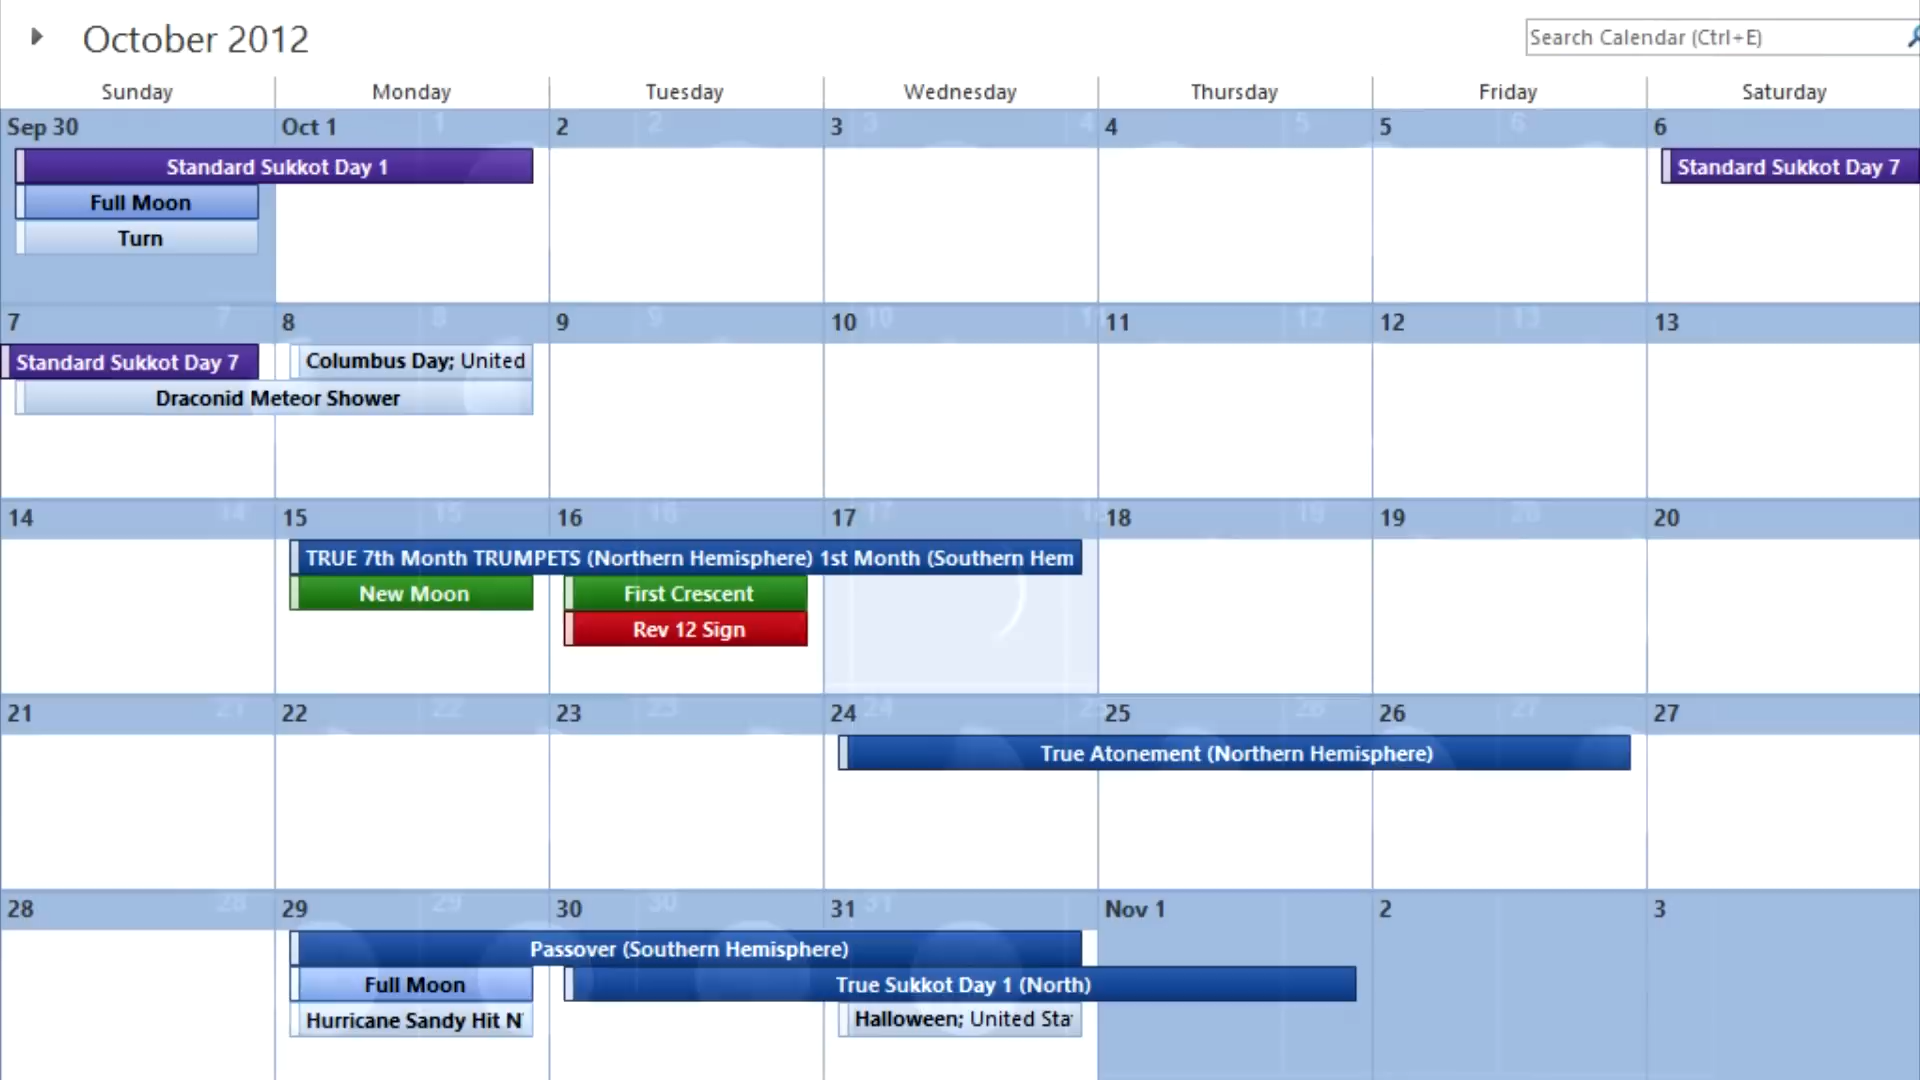 October 2012
Search Calendar (Ctrl+E)
Sunday Monday Tuesday Wednesday Thursday Friday Saturday
Sep 30 Oct 1 2 3 4 5 6
Standard Sukkot Day 1 Standard Sukkot Day 7
Full Moon
Turn
7 8 9 10 11 12 13
Standard Sukkot Day 7 Columbus Day; United
Draconid Meteor Shower
14 15 16 17 18 19 20
TRUE 7th Month TRUMPETS (Northern Hemisphere) 1st Month (Southern Hem
New Moon First Crescent
Rev 12 Sign
21 22 23 24 25 26 27
True Atonement (Northern Hemisphere)
28 29 30 31 Nov 1 2 3
Passover (Southern Hemisphere)
Full Moon True Sukkot Day 1 (North)
Hurricane Sandy Hit N Halloween; United Sta